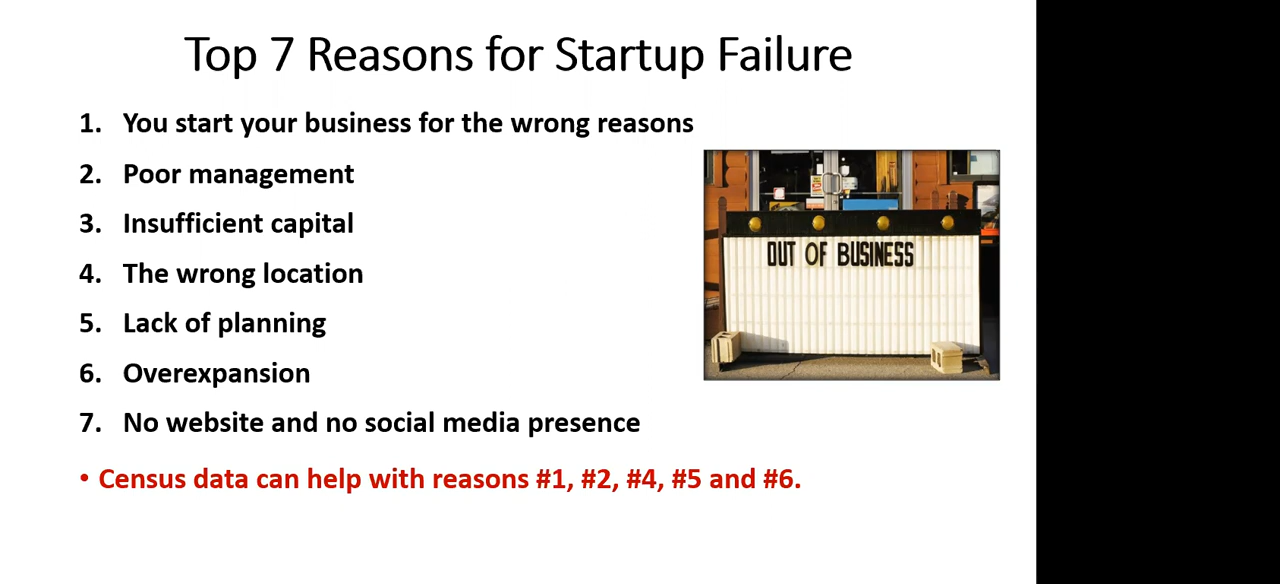 Top 7 Reasons for Startup Failure
1. You start your business for the wrong reasons
2. Poor management
3. Insufficient capital
4. The wrong location
5. Lack of planning
6. Overexpansion
7. No website and no social media presence
• Census data can help with reasons #1, #2, #4, #5 and #6.
OUT OF BUSINESS